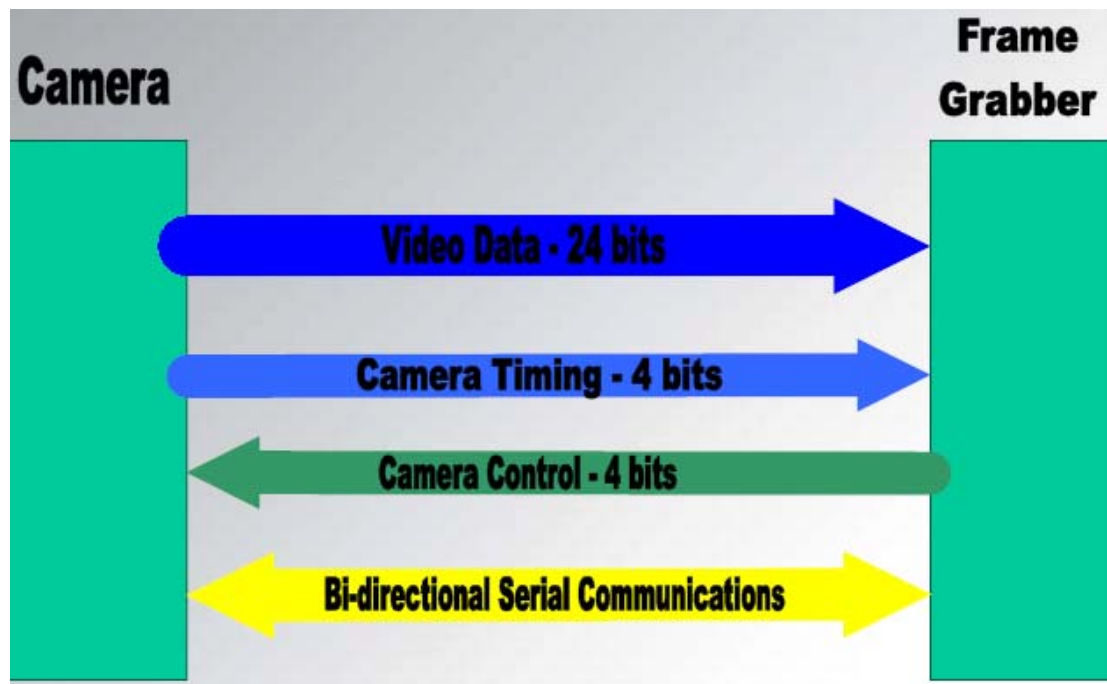 Camera
Frame
Grabber
Video Data - 24 bits
Camera Timing - 4 bits
Camera Control - 4 bits
Bi-directional Serial Communications